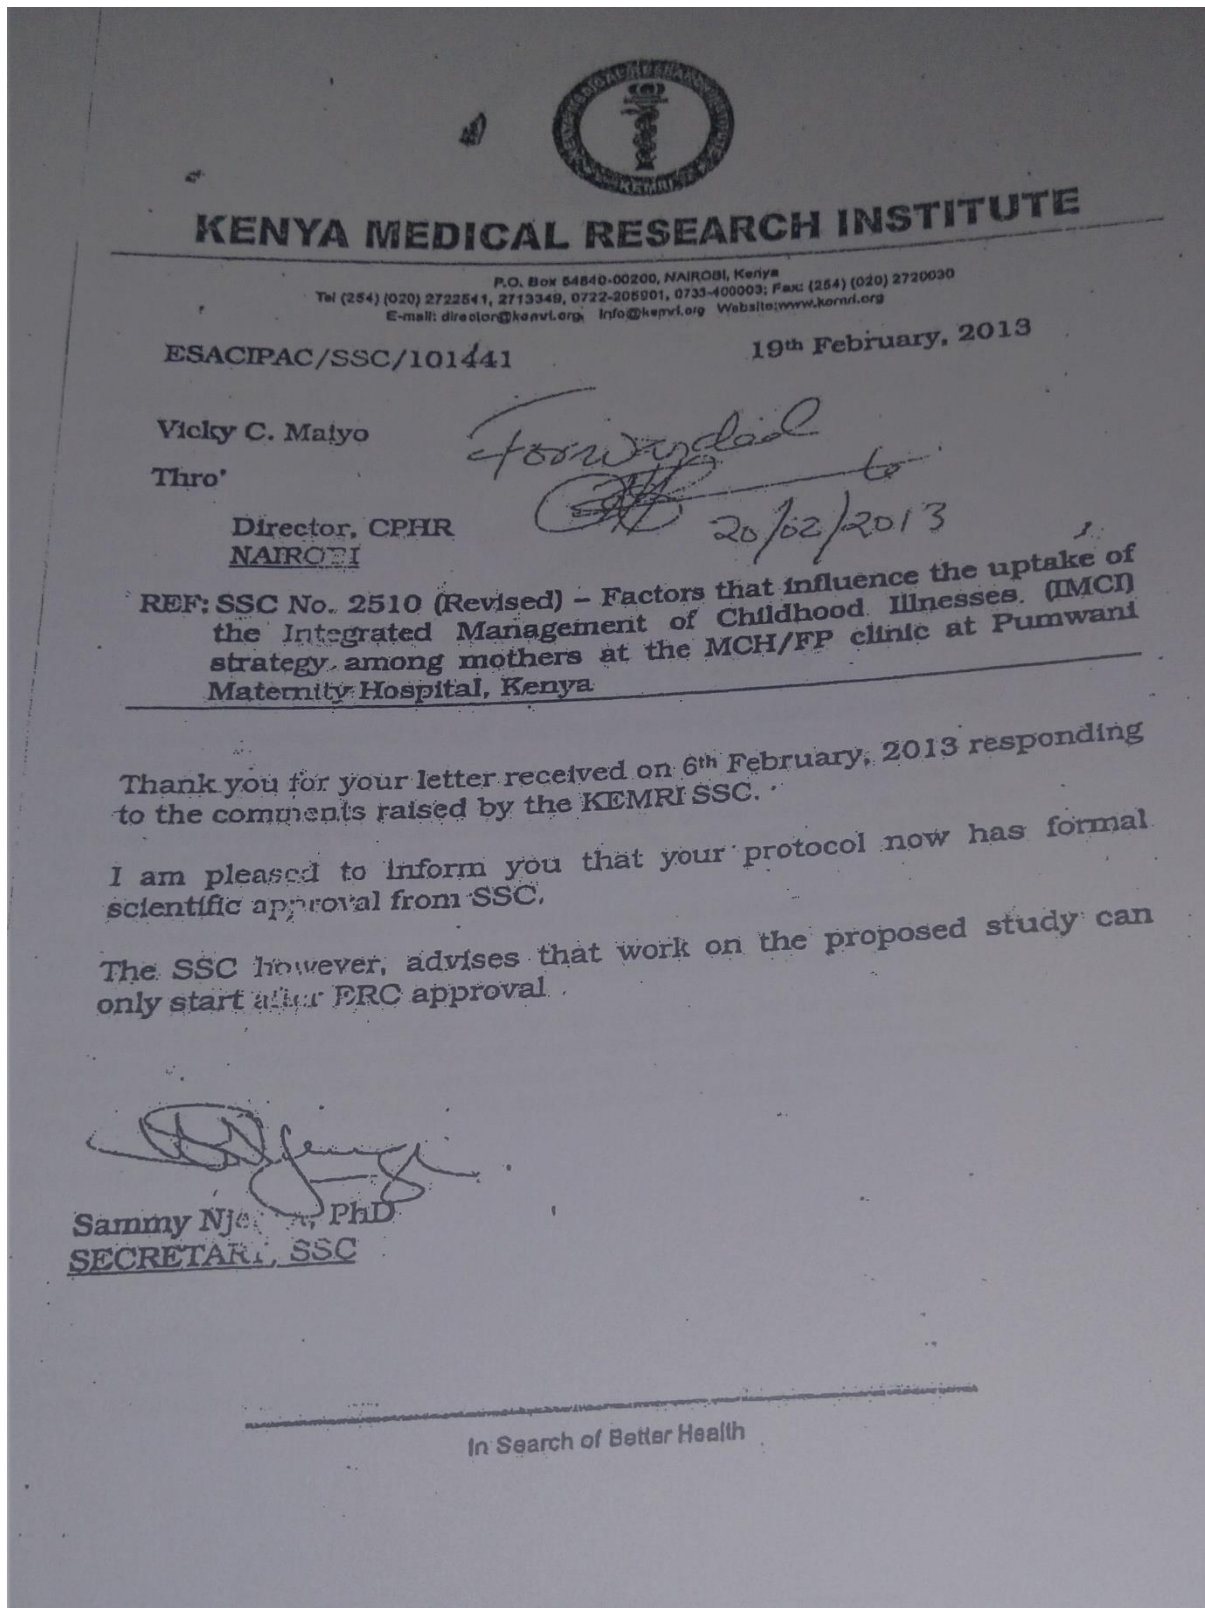 KEMRI
KENYA MEDICAL RESEARCH INSTITUTE
P.O. Box 54840-00200, NAIROBI, Kenya
Tel (254) (020) 2722541, 2713349, 0722-205901, 0733-400003; Fax: (254) (020) 2720030
E-mail: director@kemri.org, info@kemri.org Website:www.kemri.org
ESACIPAC/SSC/101441
19th February, 2013
Vicky C. Maiyo
Forwarded
Thro'
Director, CPHR
20/02/2013
NAIROBI
REF: SSC No. 2510 (Revised) – Factors that influence the uptake of
the Integrated Management of Childhood Illnesses (IMCI)
strategy among mothers at the MCH/FP clinic at Pumwani
Maternity Hospital, Kenya
Thank you for your letter received on 6th February, 2013 responding
to the comments raised by the KEMRI SSC.
I am pleased to inform you that your protocol now has formal
scientific approval from SSC.
The SSC however, advises that work on the proposed study can
only start after ERC approval.
Sammy PhD
SECRETARY, SSC
In Search of Better Health